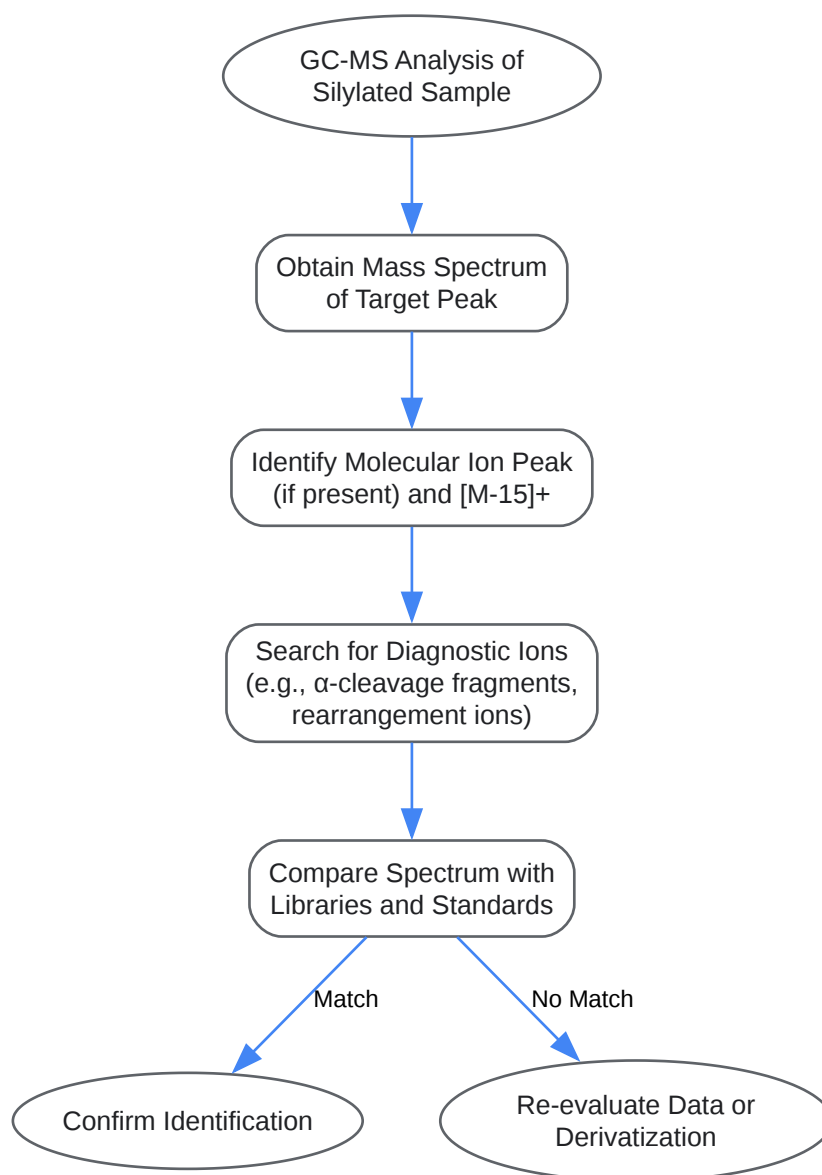 GC-MS Analysis of
Silylated Sample
Obtain Mass Spectrum
of Target Peak
Identify Molecular Ion Peak
(if present) and [M-15]+
Search for Diagnostic Ions
(e.g., α-cleavage fragments,
rearrangement ions)
Compare Spectrum with
Libraries and Standards
Match
No Match
Confirm Identification
Re-evaluate Data or
Derivatization